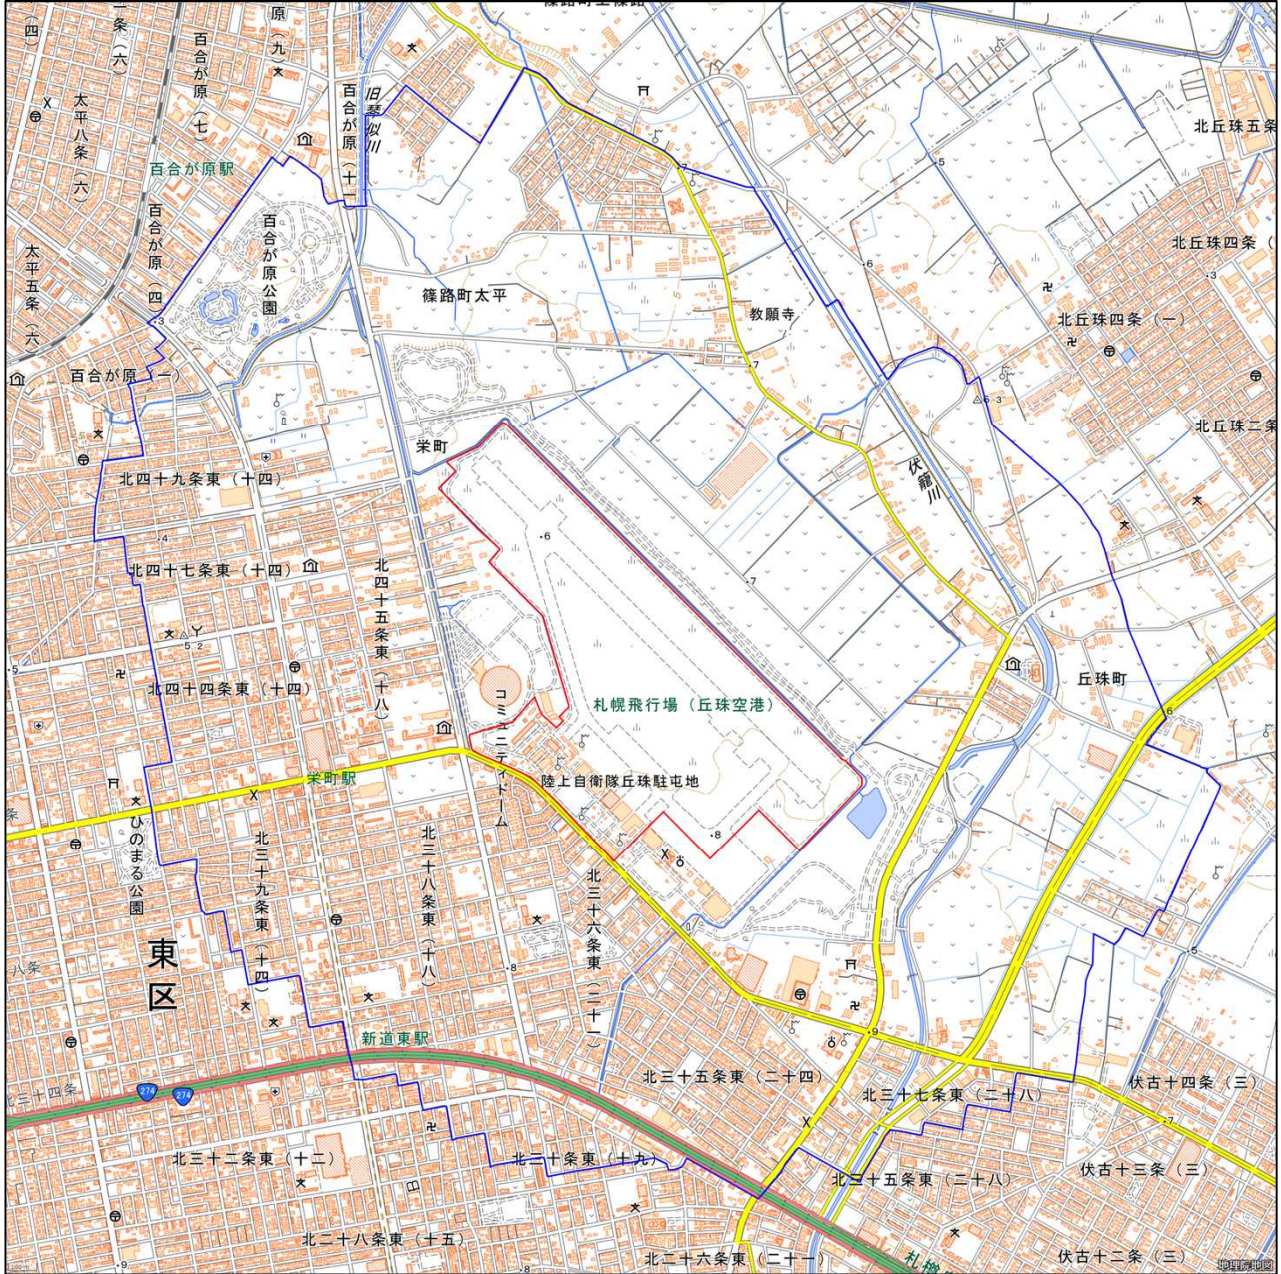 篠路町上篠路
百合が原（七）
原（九）
百合が原（十一）
旧琴似川
太平八条（六）
百合が原駅
北丘珠五条
百合が原（四）
百合が原公園
太平五条（六）
篠路町太平
北丘珠四条（
教願寺
北丘珠四条（一）
百合が原（一）
栄町
北丘珠二条
北四十九条東（十四）
伏籠川
北四十七条東（十四）
北四十五条東（十八）
5.2
6.3
北四十四条東（十四）
コミュニティドーム
札幌飛行場（丘珠空港）
丘珠町
栄町駅
陸上自衛隊丘珠駐屯地
ひのまる公園
北三十九条東（十四）
北三十八条東（十八）
北三十六条東（二十一）
東区
新道東駅
274
274
北三十五条東（二十四）
北三十七条東（二十八）
伏古十四条（三）
北三十二条東（十二）
北三十条東（十九）
北三十五条東（二十八）
伏古十三条（三）
北二十八条東（十五）
北二十六条東（二十一）
札樽
伏古十二条（三）
地理院地図